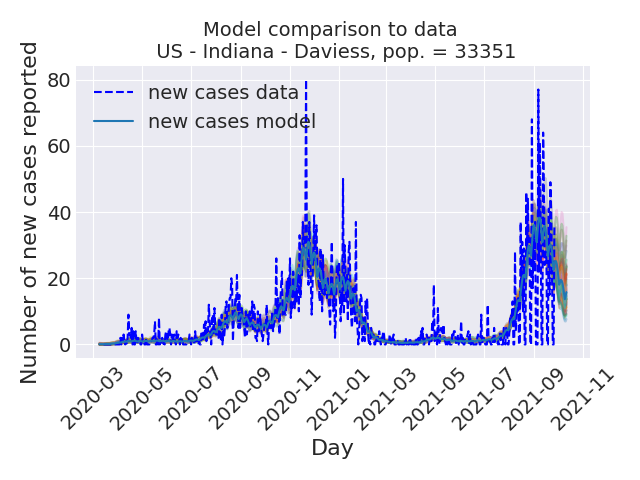 Model comparison to data
US - Indiana - Daviess, pop. = 33351
Number of new cases reported
80
60
40
20
0
new cases data
new cases model
2020-03
2020-05
2020-07
2020-09
2020-11
2021-01
2021-03
2021-05
2021-07
2021-09
2021-11
Day